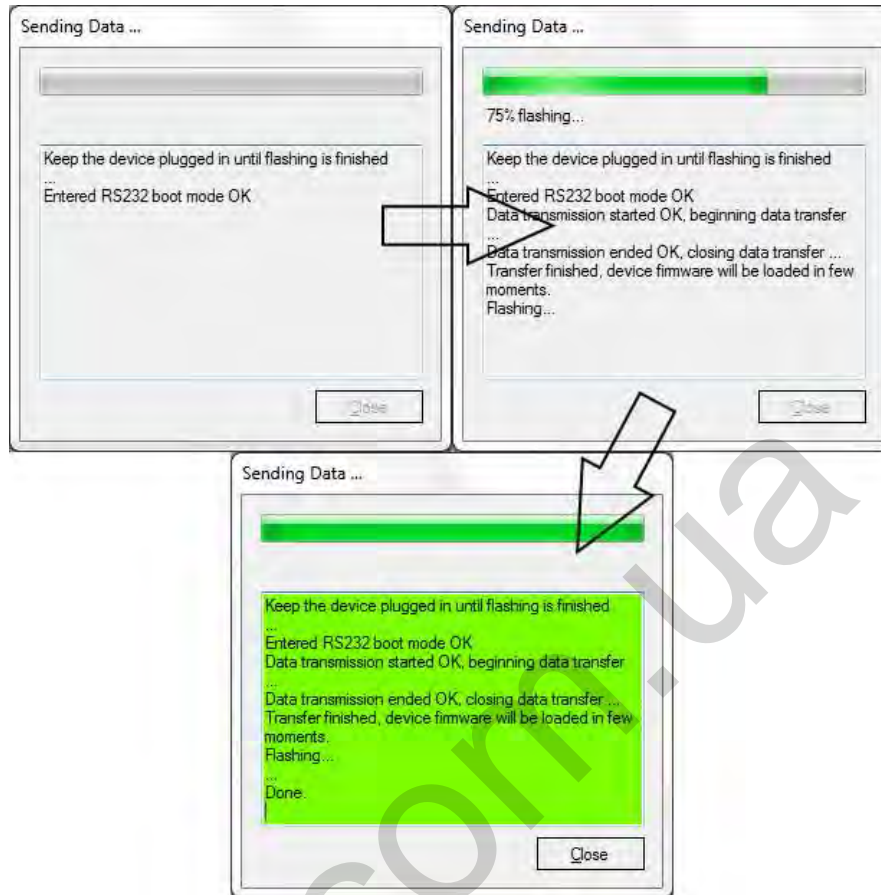 Sending Data ...
Keep the device plugged in until flashing is finished
...
Entered RS232 boot mode OK
Close
Sending Data ...
75% flashing...
Keep the device plugged in until flashing is finished
...
Entered RS232 boot mode OK
Data transmission started OK, beginning data transfer
...
Data transmission ended OK, closing data transfer ...
Transfer finished, device firmware will be loaded in few
moments.
Flashing...
Close
Sending Data ...
Keep the device plugged in until flashing is finished
...
Entered RS232 boot mode OK
Data transmission started OK, beginning data transfer
...
Data transmission ended OK, closing data transfer ...
Transfer finished, device firmware will be loaded in few
moments.
Flashing...
...
Done.
Close
com.ua